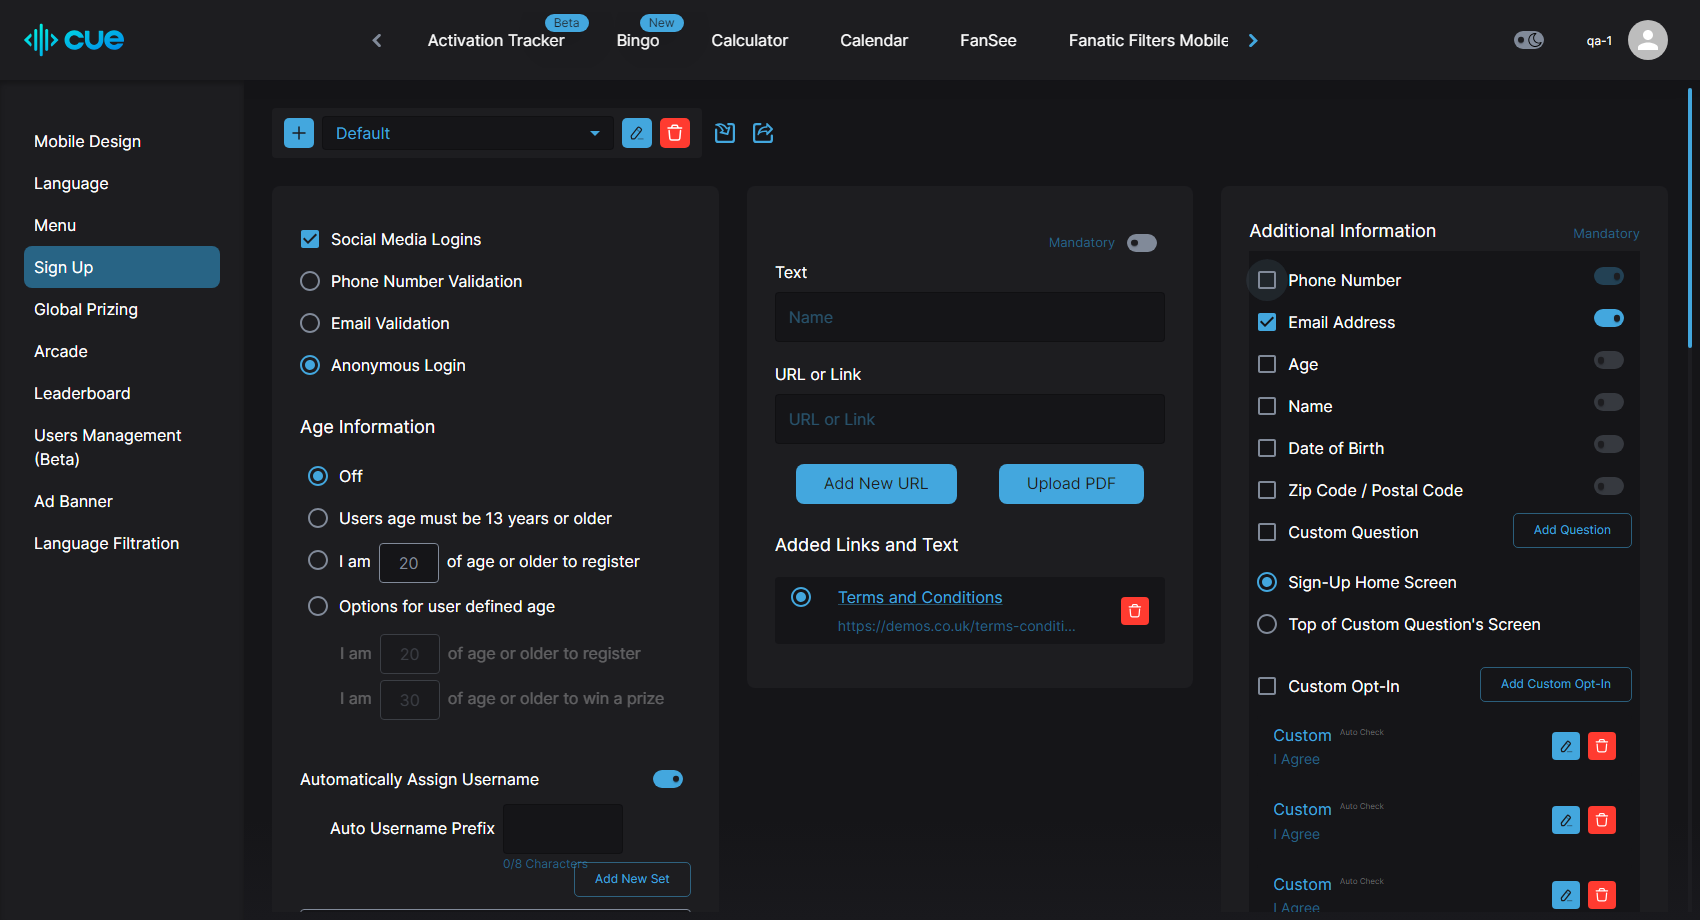 cue
Activation Tracker
Beta
Bingo
New
Calculator
Calendar
FanSee
Fanatic Filters Mobile
qa-1
Mobile Design
Language
Menu
Sign Up
Global Prizing
Arcade
Leaderboard
Users Management
(Beta)
Ad Banner
Language Filtration
Default
Social Media Logins
Phone Number Validation
Email Validation
Anonymous Login
Age Information
Off
Users age must be 13 years or older
I am 20 of age or older to register
Options for user defined age
I am 20 of age or older to register
I am 30 of age or older to win a prize
Automatically Assign Username
Auto Username Prefix
0/8 Characters
Add New Set
Mandatory
Text
Name
URL or Link
URL or Link
Add New URL
Upload PDF
Added Links and Text
Terms and Conditions
https://demos.co.uk/terms-conditi...
Additional Information
Mandatory
Phone Number
Email Address
Age
Name
Date of Birth
Zip Code / Postal Code
Custom Question
Add Question
Sign-Up Home Screen
Top of Custom Question's Screen
Custom Opt-In
Add Custom Opt-In
Custom Auto Check
I Agree
Custom Auto Check
I Agree
Custom Auto Check
I Agree